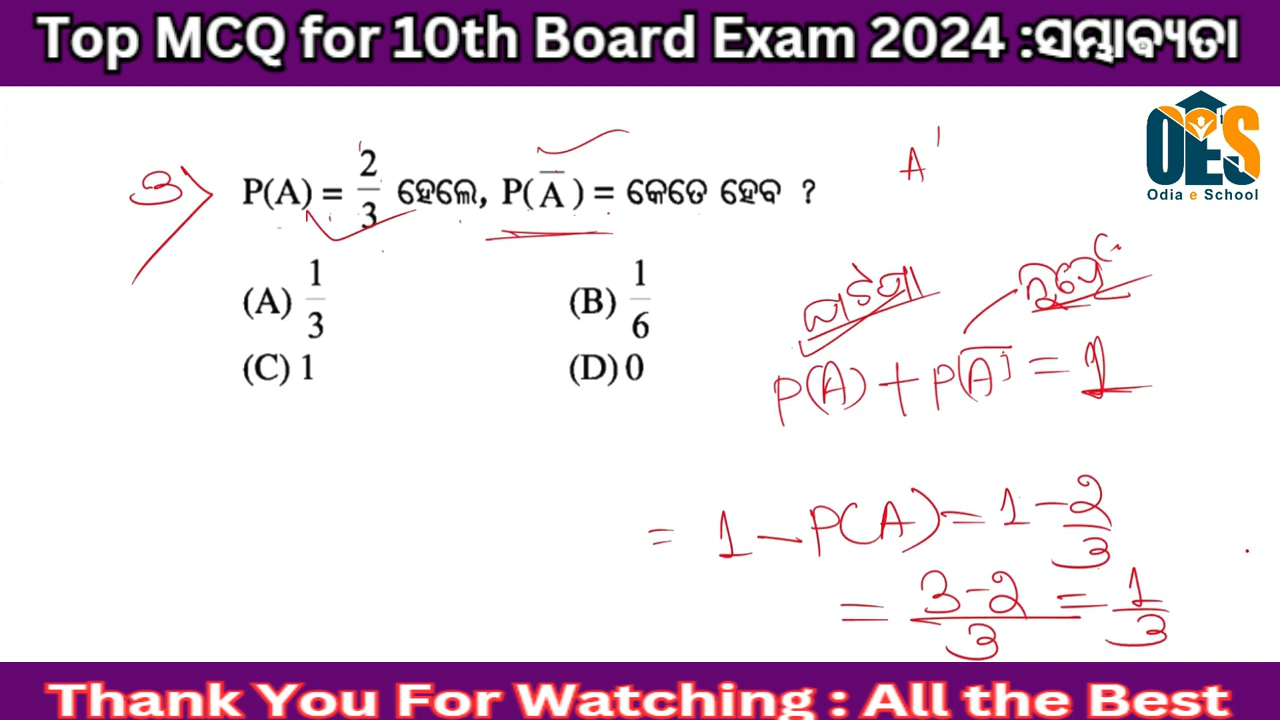 Top MCQ for 10th Board Exam 2024 :ସମ୍ଭାବ୍ୟତା
OES
Odia e School
୩) P(A) = 2/3 ହେଲେ, P(A̅) = କେତେ ହେବ ?
A'
(A) 1/3 (B) 1/6
(C) 1 (D) 0
P(A) + P(A̅) = 1
= 1 - P(A) = 1 - 2/3
= 3-2/3 = 1/3
Thank You For Watching : All the Best